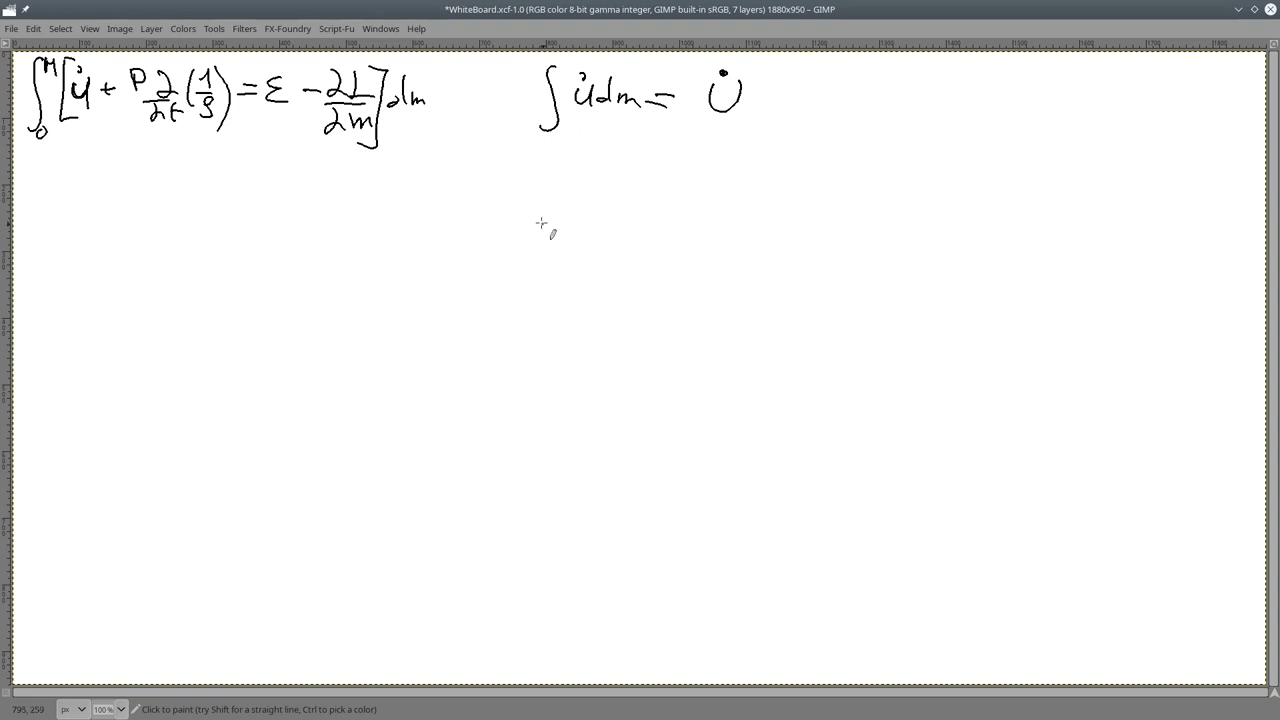 *WhiteBoard.xcf-1.0 (RGB color 8-bit gamma integer, GIMP built-in sRGB, 7 layers) 1880x950 – GIMP
File Edit Select View Image Layer Colors Tools Filters FX-Foundry Script-Fu Windows Help
∫₀ᴹ [u̇ + P ∂/∂t (1/ρ) = ε − ∂L/∂m] dm ∫ u̇ dm = U̇
795, 259 px 100% Click to paint (try Shift for a straight line, Ctrl to pick a color)